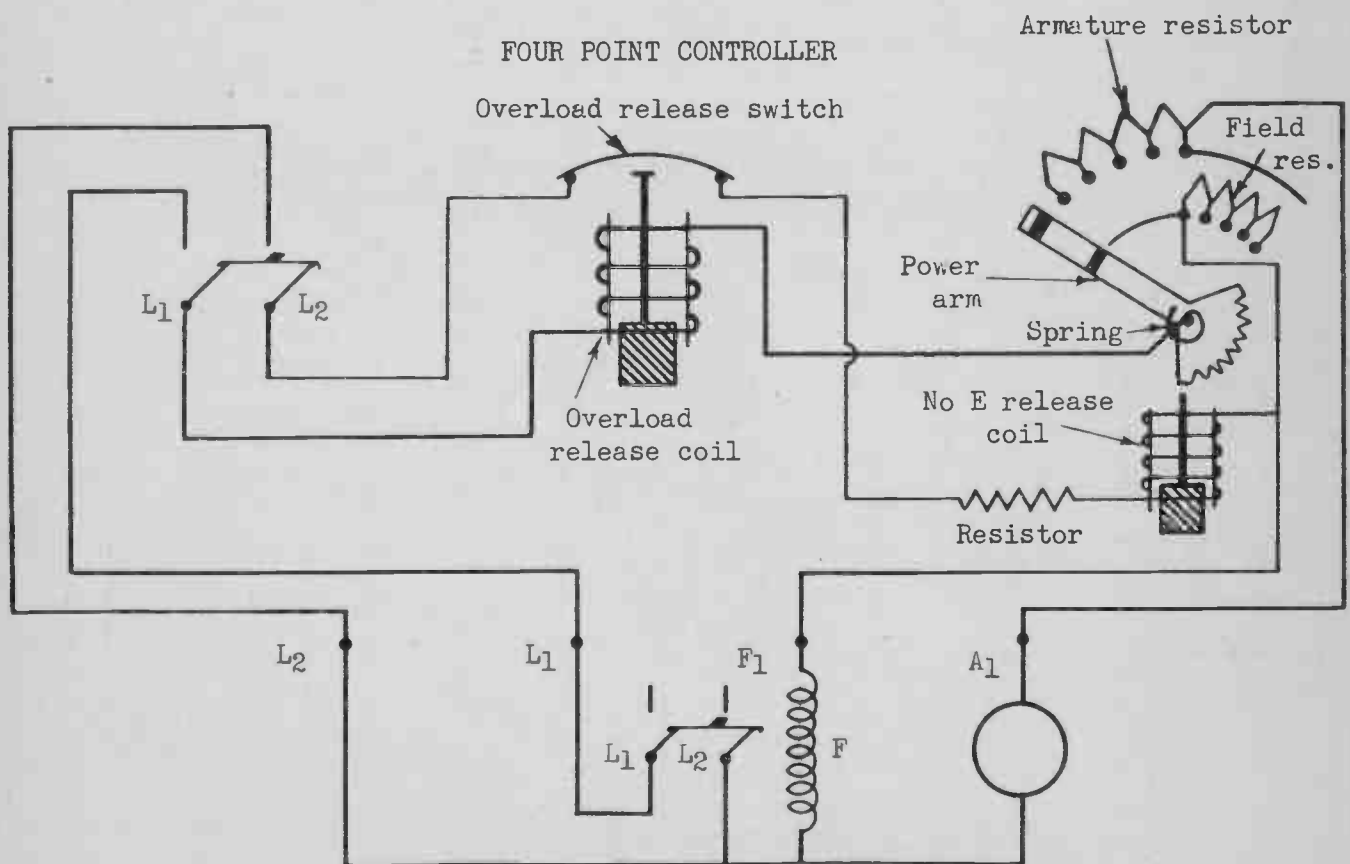 FOUR POINT CONTROLLER
Armature resistor
Overload release switch
Field
res.
Power
arm
L1
L2
Spring
No E release
coil
Overload
release coil
Resistor
L2
L1
F1
A1
L1
L2
F